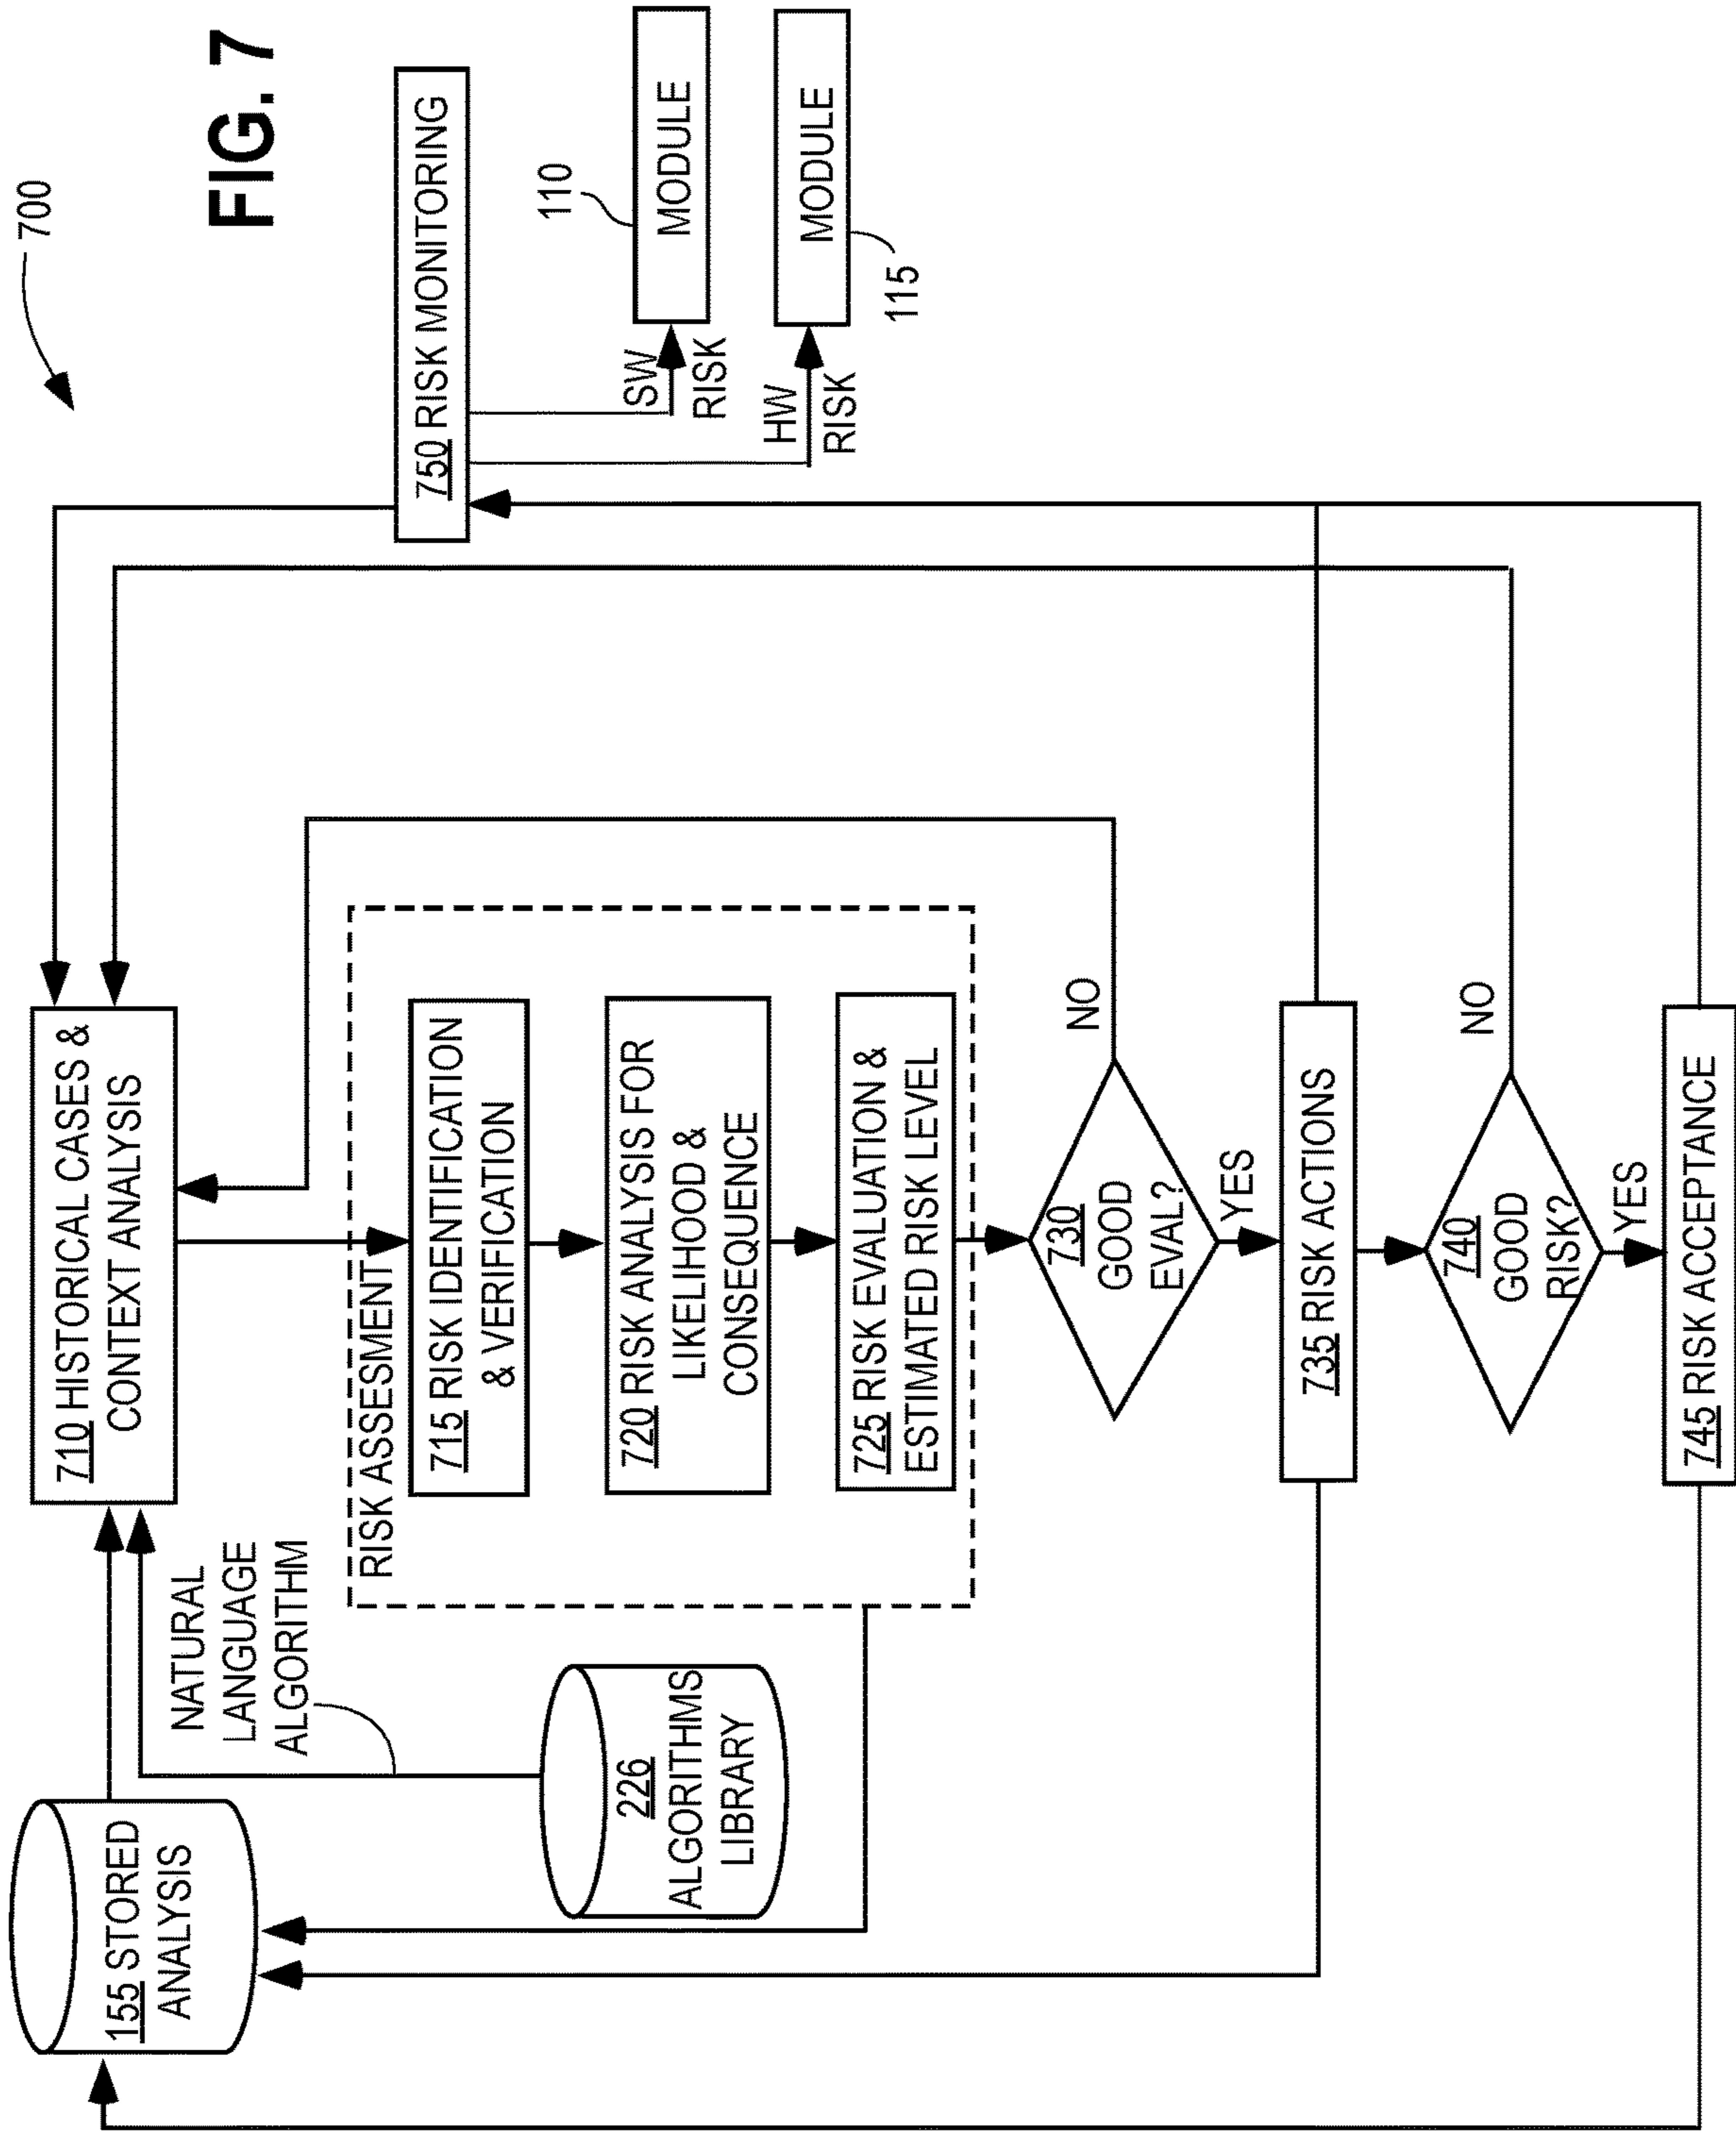 700
FIG. 7
155 STORED
ANALYSIS
NATURAL
LANGUAGE
ALGORITHM
226
ALGORITHMS
LIBRARY
710 HISTORICAL CASES &
CONTEXT ANALYSIS
RISK ASSESMENT
715 RISK IDENTIFICATION
& VERIFICATION
720 RISK ANALYSIS FOR
LIKELIHOOD &
CONSEQUENCE
725 RISK EVALUATION &
ESTIMATED RISK LEVEL
730
GOOD
EVAL?
NO
YES
735 RISK ACTIONS
740
GOOD
RISK?
NO
YES
745 RISK ACCEPTANCE
750 RISK MONITORING
SW
RISK
110
MODULE
HW
RISK
MODULE
115